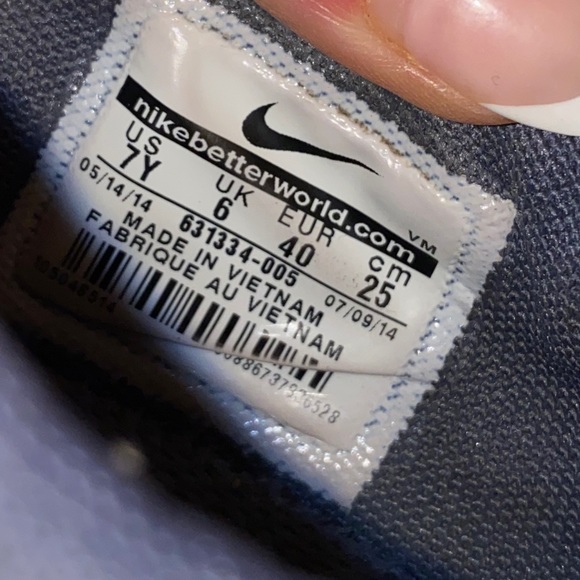 nikebetterworld.com
VM
US UK EUR cm
7Y 6 40 25
05/14/14 631334-005 07/09/14
MADE IN VIETNAM
FABRIQUE AU VIETNAM